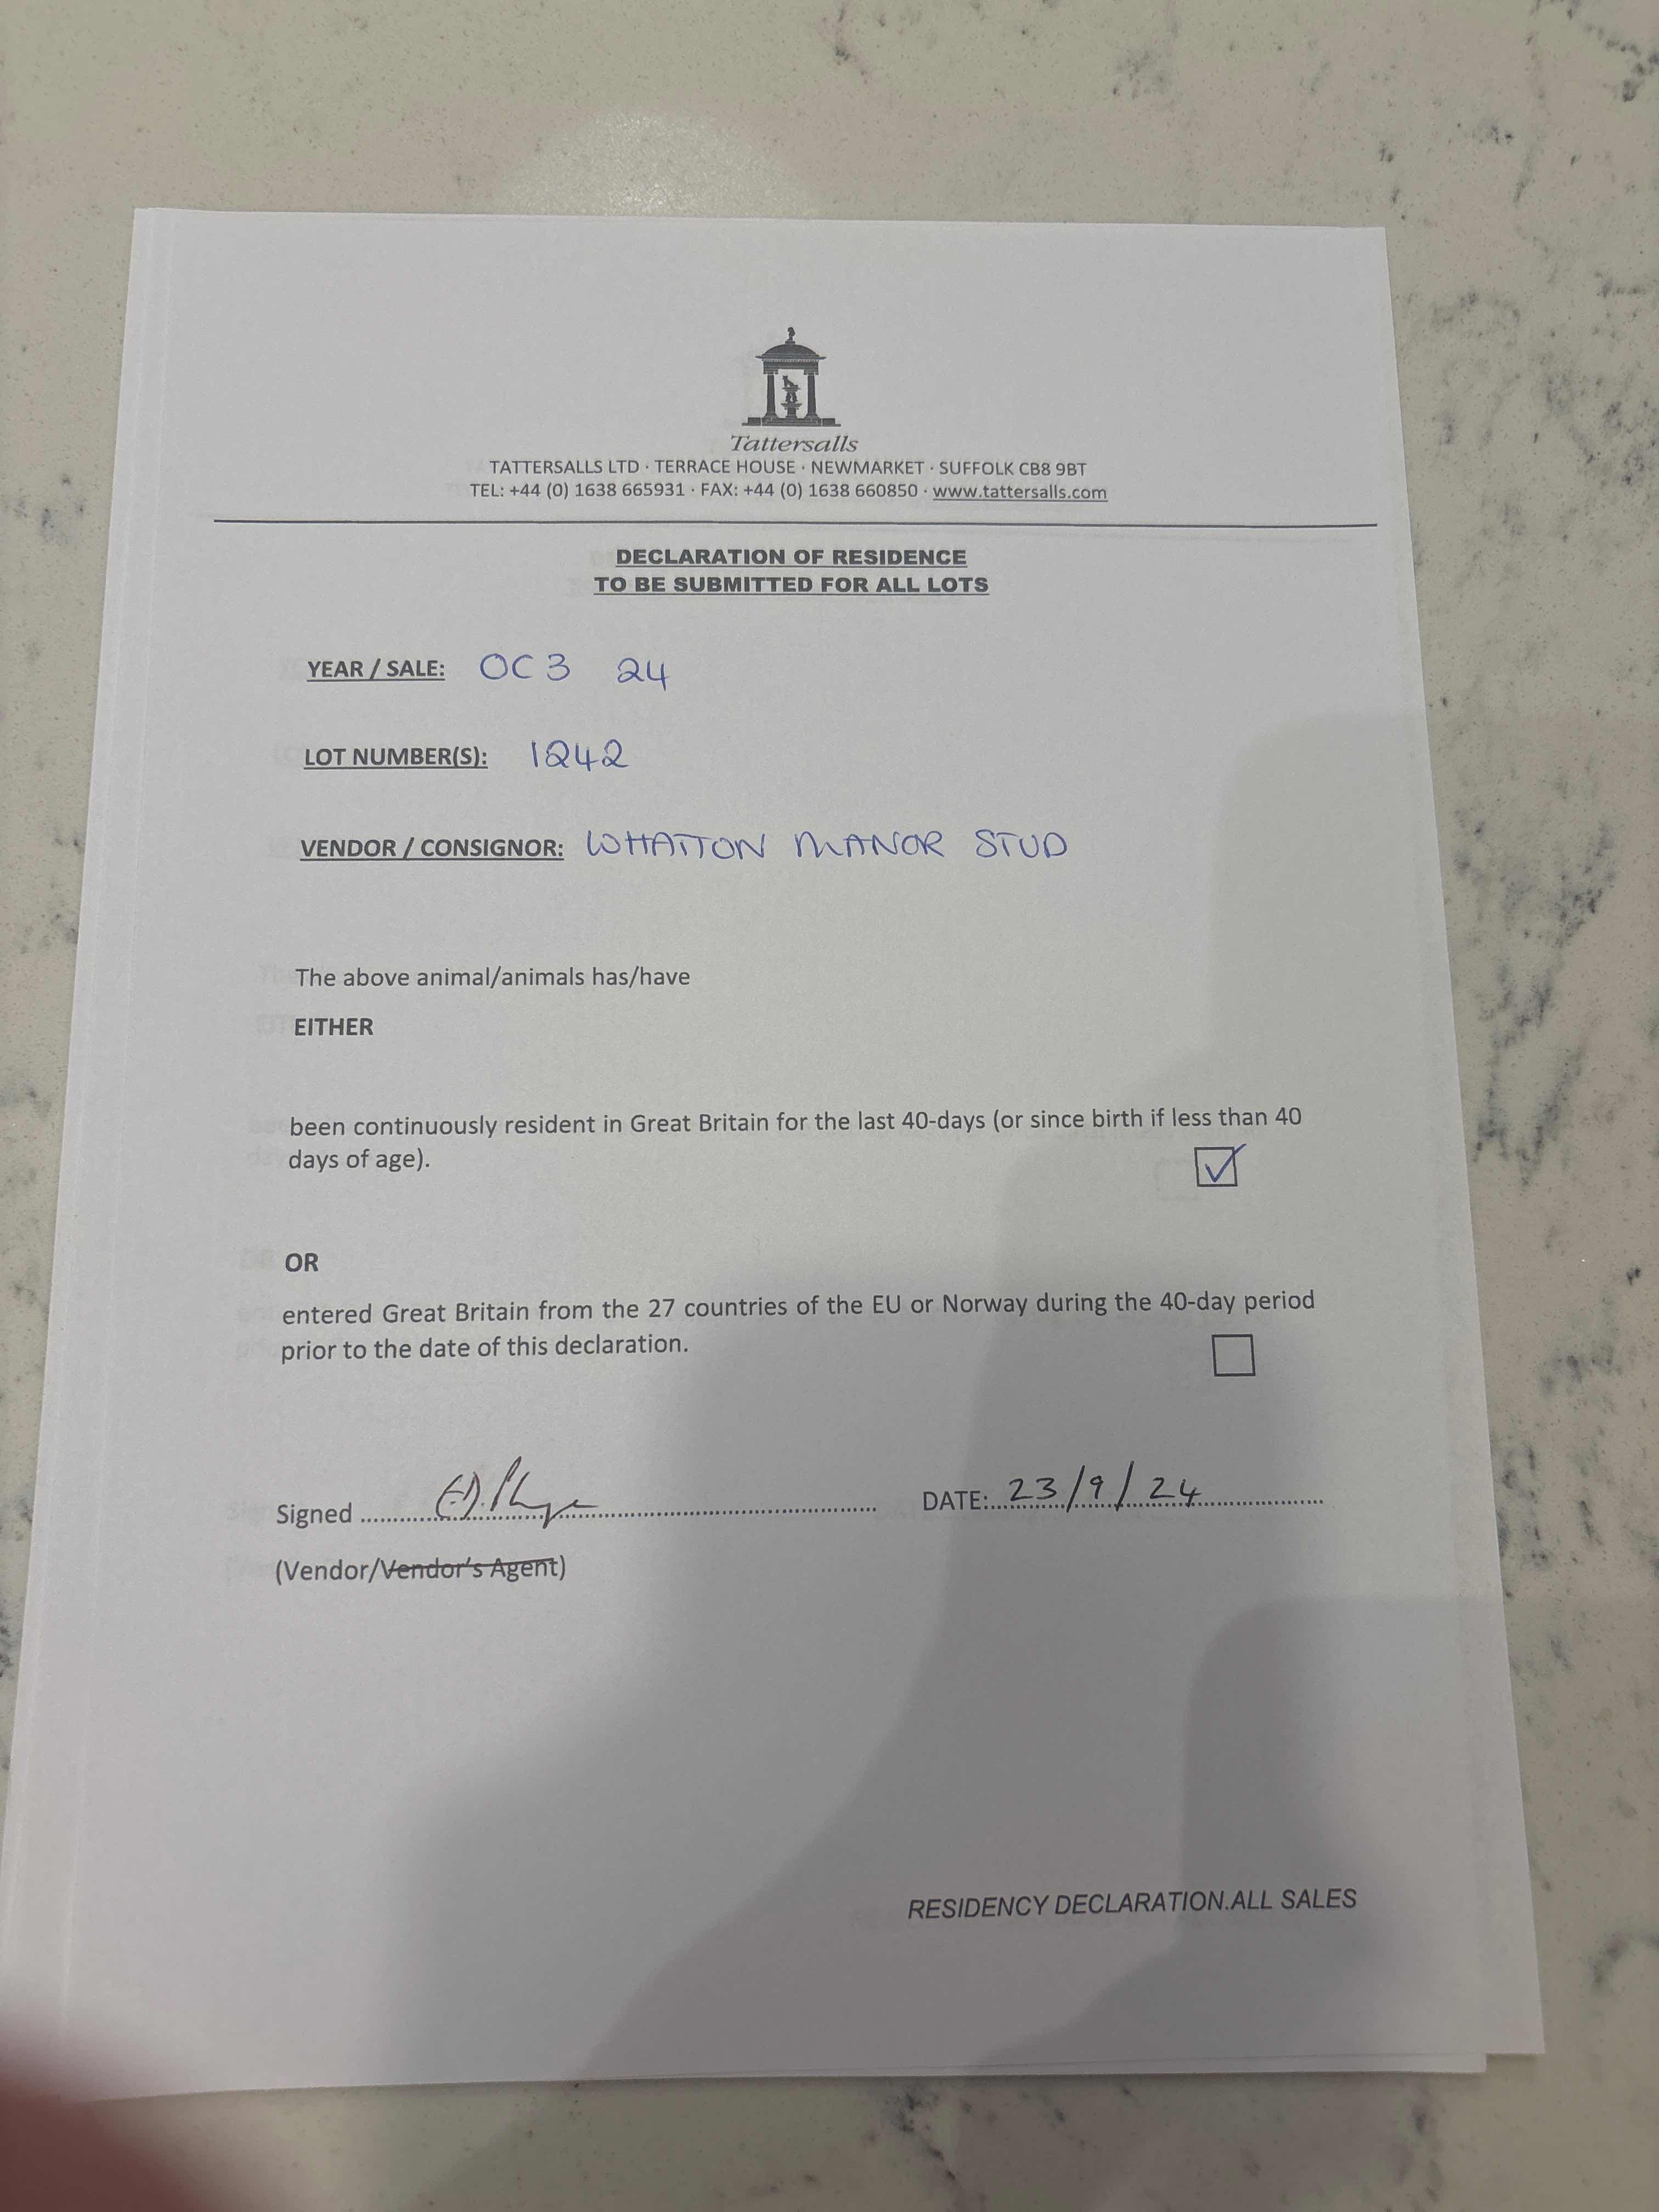 Tattersalls
TATTERSALLS LTD · TERRACE HOUSE · NEWMARKET · SUFFOLK CB8 9BT
TEL: +44 (0) 1638 665931 · FAX: +44 (0) 1638 660850 · www.tattersalls.com
DECLARATION OF RESIDENCE
TO BE SUBMITTED FOR ALL LOTS
YEAR / SALE: OC3 24
LOT NUMBER(S): 1242
VENDOR / CONSIGNOR: WHATTON MANOR STUD
The above animal/animals has/have
EITHER
been continuously resident in Great Britain for the last 40-days (or since birth if less than 40
days of age).
OR
entered Great Britain from the 27 countries of the EU or Norway during the 40-day period
prior to the date of this declaration.
Signed DATE: 23/9/24
(Vendor/Vendor's Agent)
RESIDENCY DECLARATION.ALL SALES